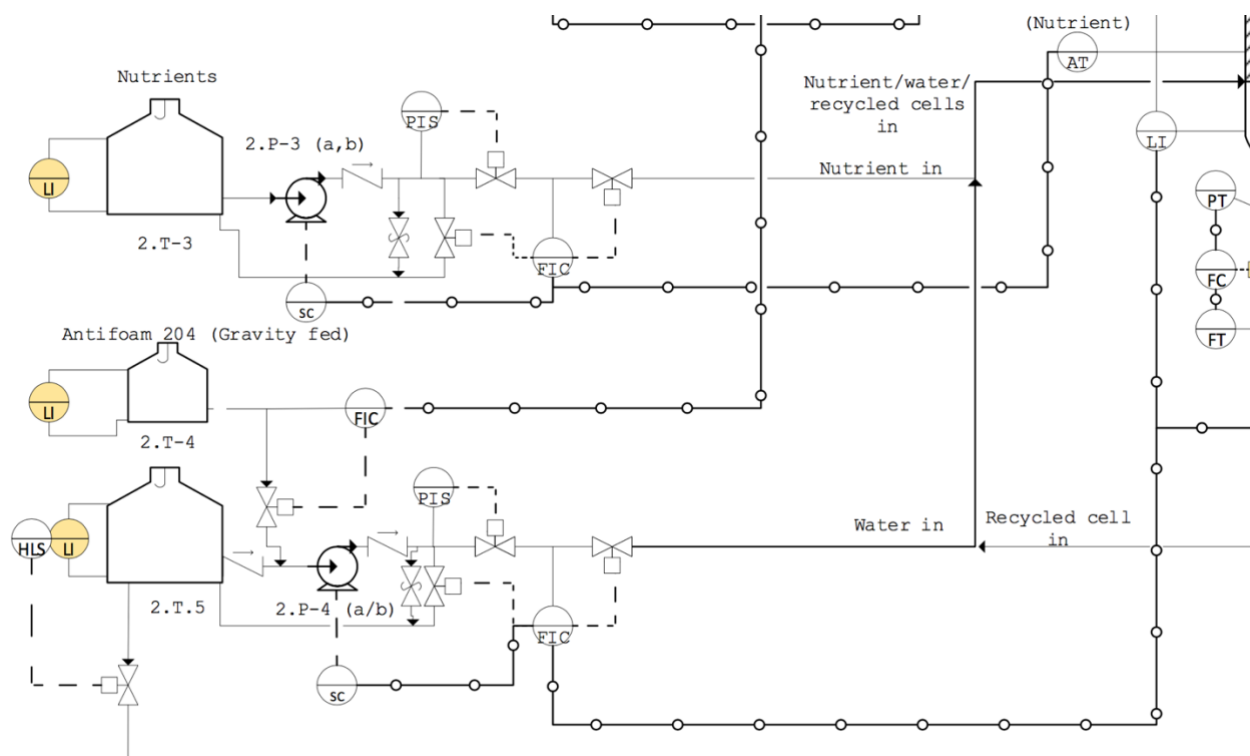 (Nutrient)
AT
Nutrients
Nutrient/water/
recycled cells
in
PIS
2.P-3 (a,b)
LI
LI
Nutrient in
PT
2.T-3
FIC
FC
SC
FT
Antifoam 204 (Gravity fed)
LI
FIC
2.T-4
PIS
Water in
Recycled cell
in
HLS
LI
2.T.5
2.P-4 (a/b)
FIC
SC